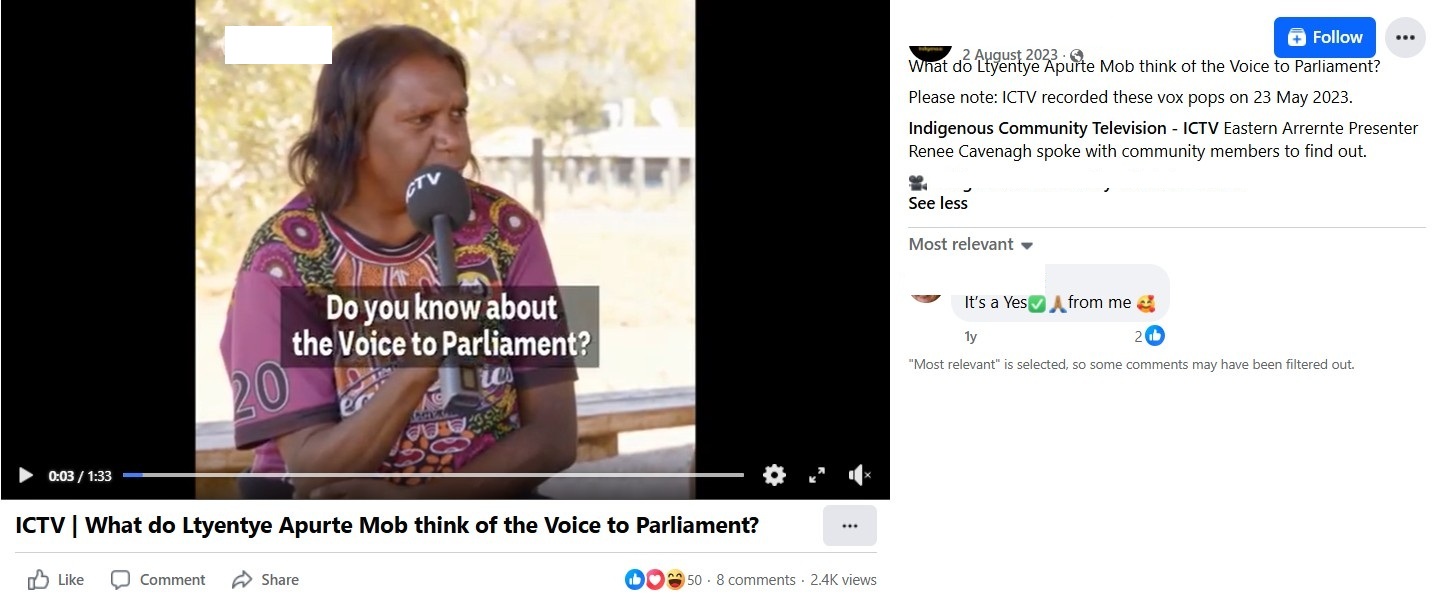 CTV
Do you know about
the Voice to Parliament?
20
0:03 / 1:33
ICTV | What do Ltyentye Apurte Mob think of the Voice to Parliament?
Like
Comment
Share
50 · 8 comments · 2.4K views
Follow
2 August 2023 ·
What do Ltyentye Apurte Mob think of the Voice to Parliament?
Please note: ICTV recorded these vox pops on 23 May 2023.
Indigenous Community Television - ICTV Eastern Arrernte Presenter
Renee Cavenagh spoke with community members to find out.
See less
Most relevant
It's a Yes✅🙏🏾from me 🥰
1y
2
"Most relevant" is selected, so some comments may have been filtered out.